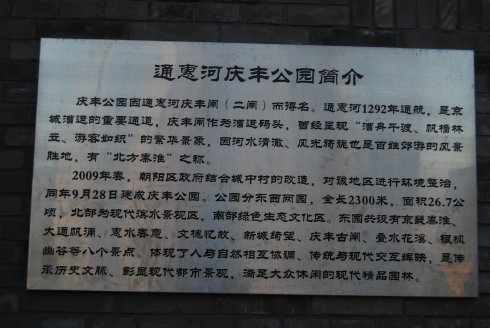 通惠河庆丰公园简介
庆丰公园因通惠河庆丰闸（二闸）而得名。通惠河1292年通航，是京
城漕运的重要通道，庆丰闸作为漕运码头，曾经呈现“漕舟千渡、帆樯林
立、游客如织”的繁华景象，因河水清澈、风光旖旎也是百姓郊游的风景
胜地，有“北方秦淮”之称。
2009年春，朝阳区政府结合城中村的改造，对该地区进行环境整治，
同年9月28日建成庆丰公园。公园分东西两园，全长2300米，面积26.7公
顷，北部为现代滨水景观区，南部绿色生态文化区。东园共设有京畿秦淮、
大通帆涌、惠水春意、文槐忆故、新城绮望、庆丰古闸、叠水花溪、银枫
幽谷等八个景点。体现了人与自然相互协调、传统与现代交互辉映，是传
承历史文脉、彰显现代都市景观，满足大众休闲的现代精品园林。